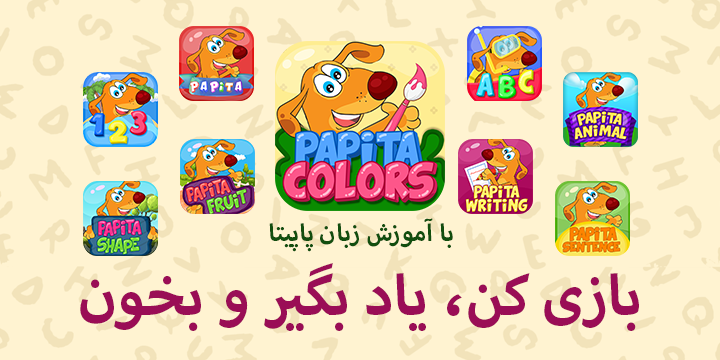 PAPITA
ABC
123
PAPITA
COLORS
PAPITA
ANIMAL
PAPITA
FRUIT
PAPITA
WRITING
PAPITA
SHAPE
PAPITA
SENTENCE
با آموزش زبان پاپیتا
بازی کن، یاد بگیر و بخون